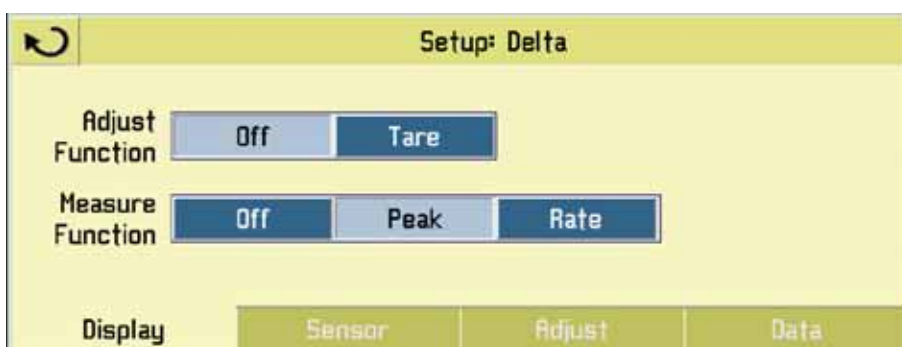 Setup: Delta
Adjust
Function
Off Tare
Measure
Function
Off Peak Rate
Display Sensor Adjust Data